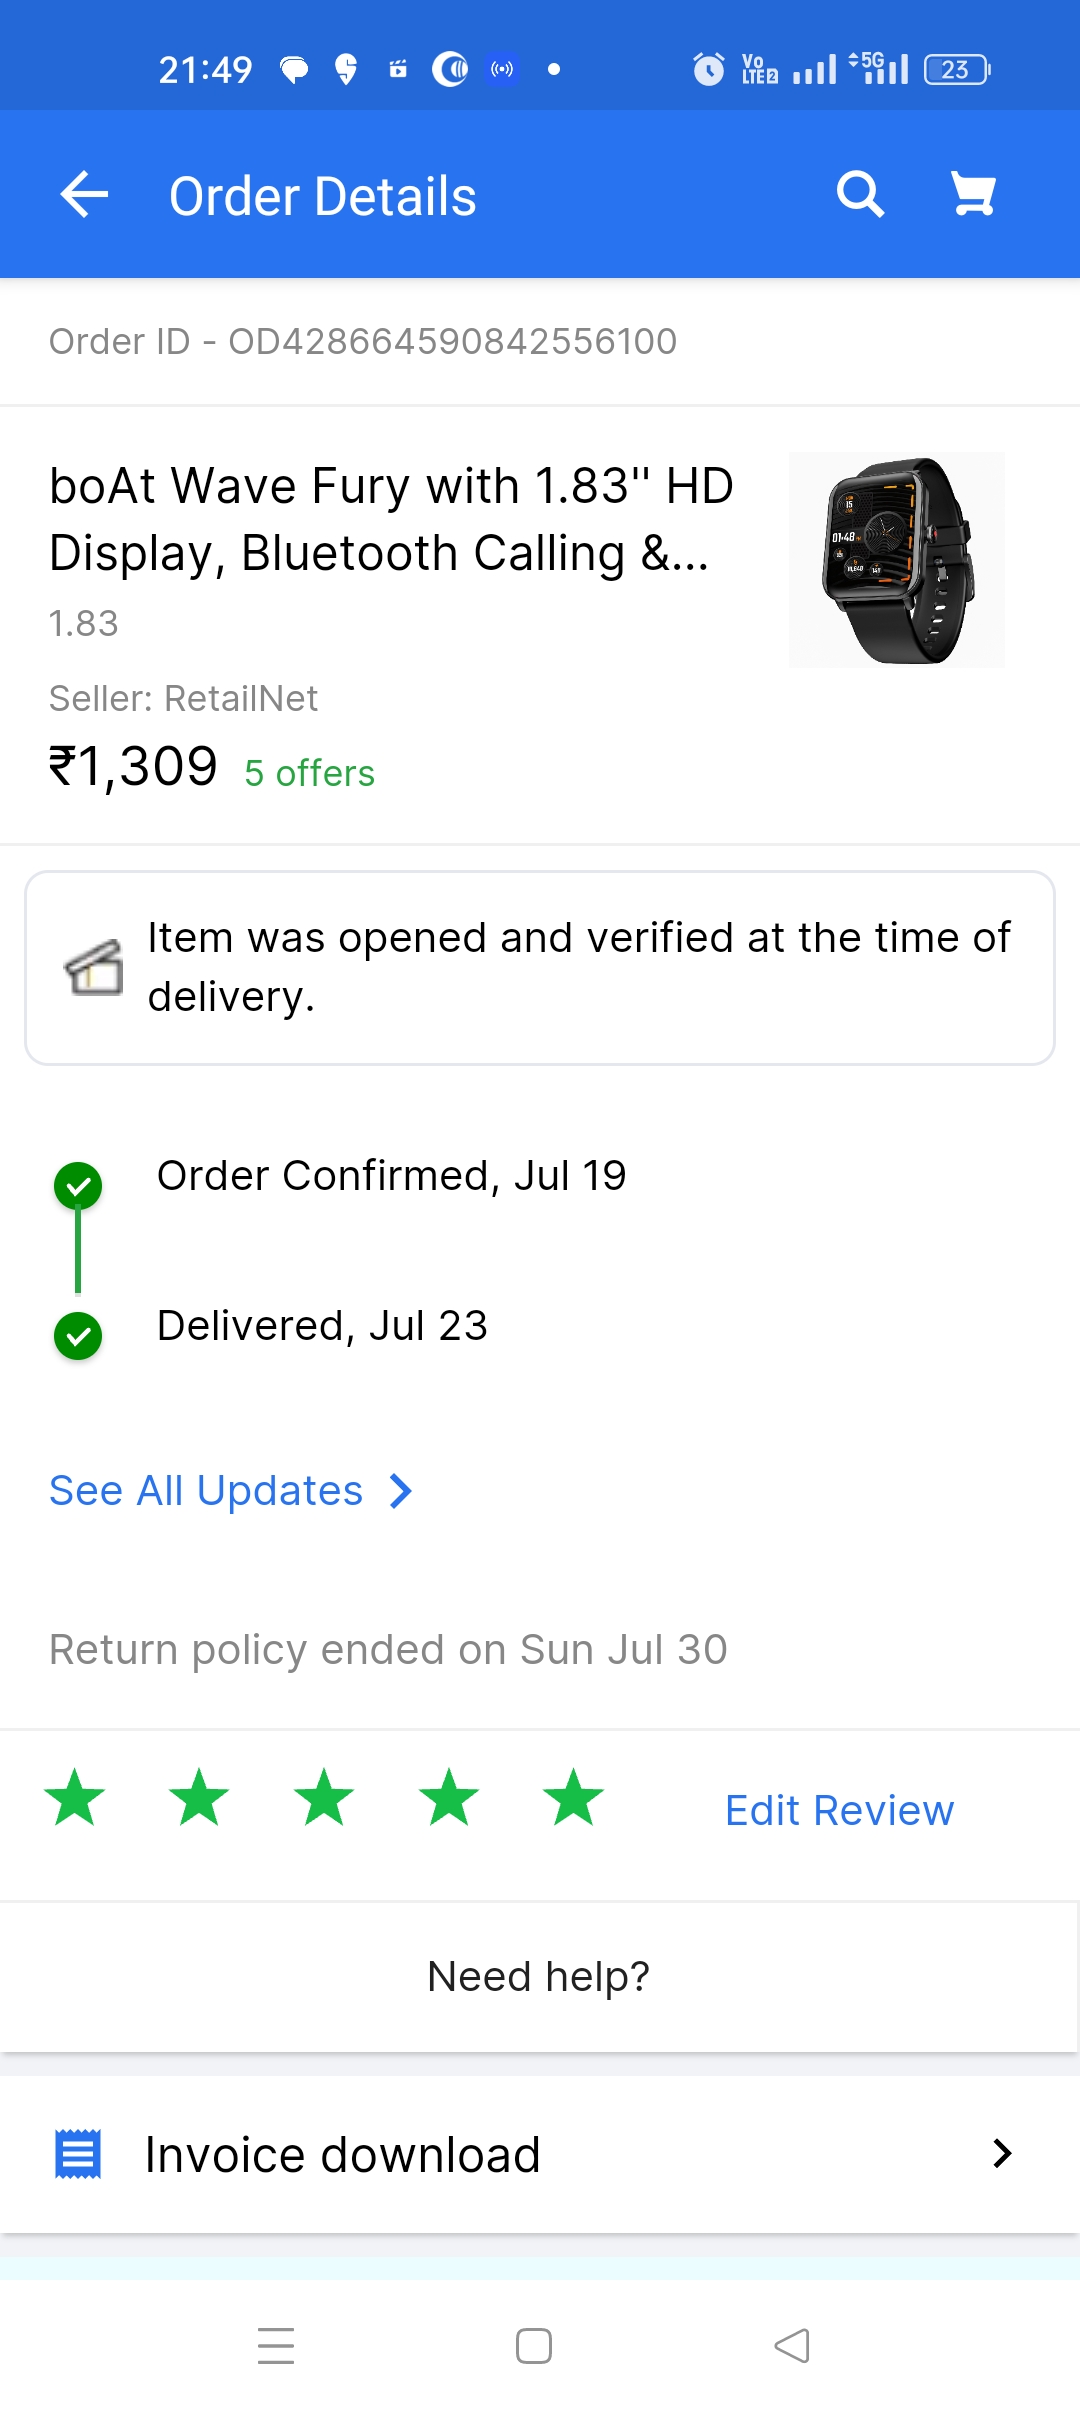 21:49
Vo LTE2
5G
23
Order Details
Order ID - OD428664590842556100
boAt Wave Fury with 1.83" HD
Display, Bluetooth Calling &...
1.83
Seller: RetailNet
₹1,309 5 offers
Item was opened and verified at the time of
delivery.
Order Confirmed, Jul 19
Delivered, Jul 23
See All Updates
Return policy ended on Sun Jul 30
Edit Review
Need help?
Invoice download